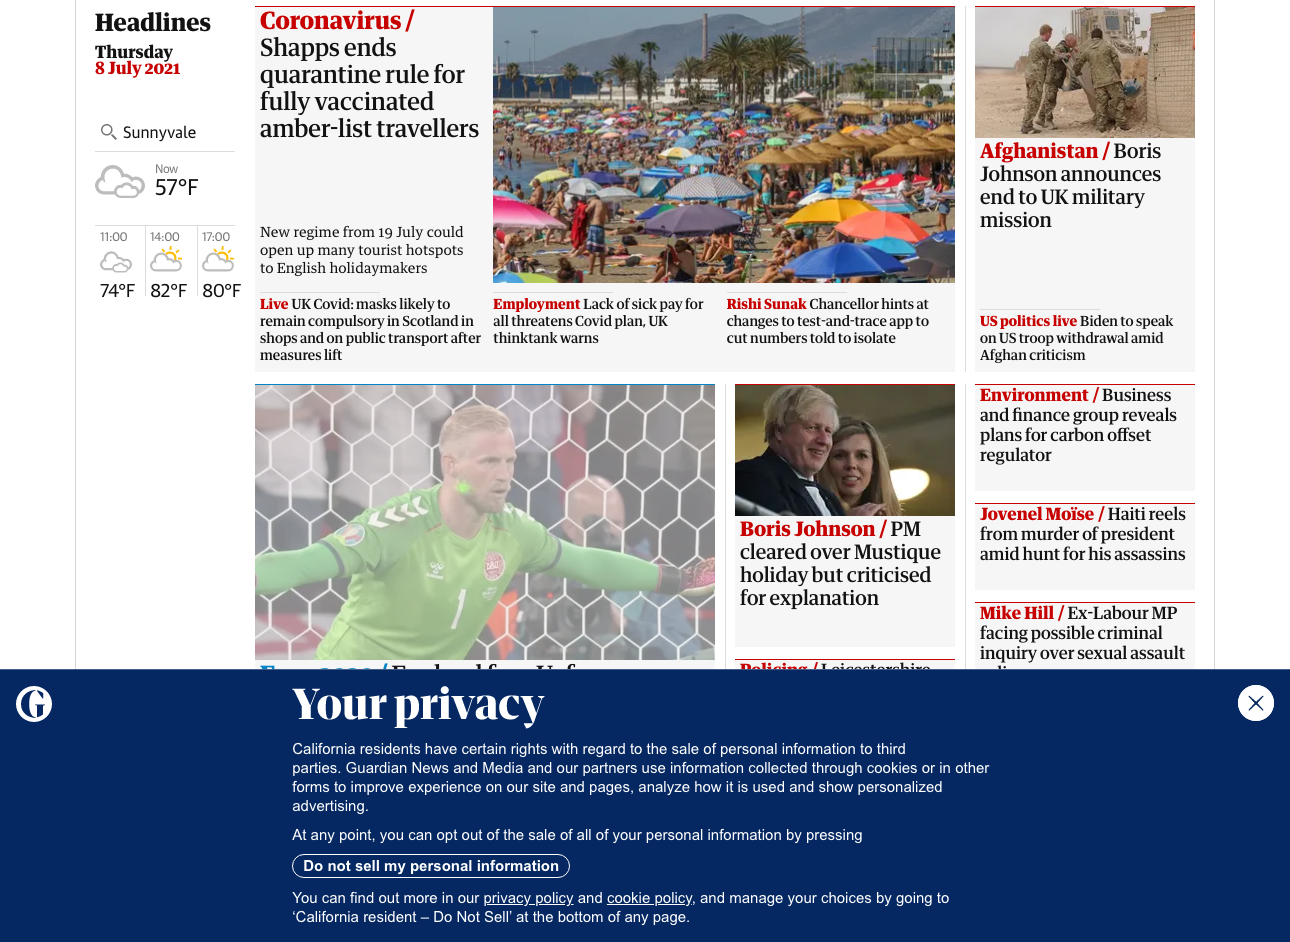 Headlines
Thursday
8 July 2021
Sunnyvale
Now
57°F
11:00
14:00
17:00
74°F
82°F
80°F
Coronavirus /
Shapps ends
quarantine rule for
fully vaccinated
amber-list travellers
New regime from 19 July could
open up many tourist hotspots
to English holidaymakers
Live UK Covid: masks likely to
remain compulsory in Scotland in
shops and on public transport after
measures lift
Employment Lack of sick pay for
all threatens Covid plan, UK
thinktank warns
Rishi Sunak Chancellor hints at
changes to test-and-trace app to
cut numbers told to isolate
Afghanistan / Boris
Johnson announces
end to UK military
mission
US politics live Biden to speak
on US troop withdrawal amid
Afghan criticism
1
Boris Johnson / PM
cleared over Mustique
holiday but criticised
for explanation
Policing / Leicestershire
Environment / Business
and finance group reveals
plans for carbon offset
regulator
Jovenel Moïse / Haiti reels
from murder of president
amid hunt for his assassins
Mike Hill / Ex-Labour MP
facing possible criminal
inquiry over sexual assault
Your privacy
California residents have certain rights with regard to the sale of personal information to third
parties. Guardian News and Media and our partners use information collected through cookies or in other
forms to improve experience on our site and pages, analyze how it is used and show personalized
advertising.
At any point, you can opt out of the sale of all of your personal information by pressing
Do not sell my personal information
You can find out more in our privacy policy and cookie policy, and manage your choices by going to
‘California resident – Do Not Sell’ at the bottom of any page.